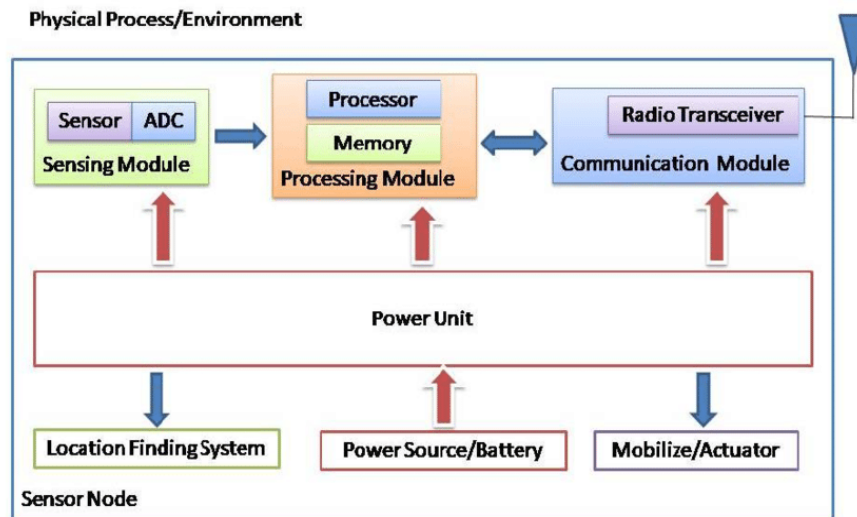 Physical Process/Environment
Sensor ADC
Sensing Module
Processor
Memory
Processing Module
Radio Transceiver
Communication Module
Power Unit
Location Finding System
Power Source/Battery
Mobilize/Actuator
Sensor Node